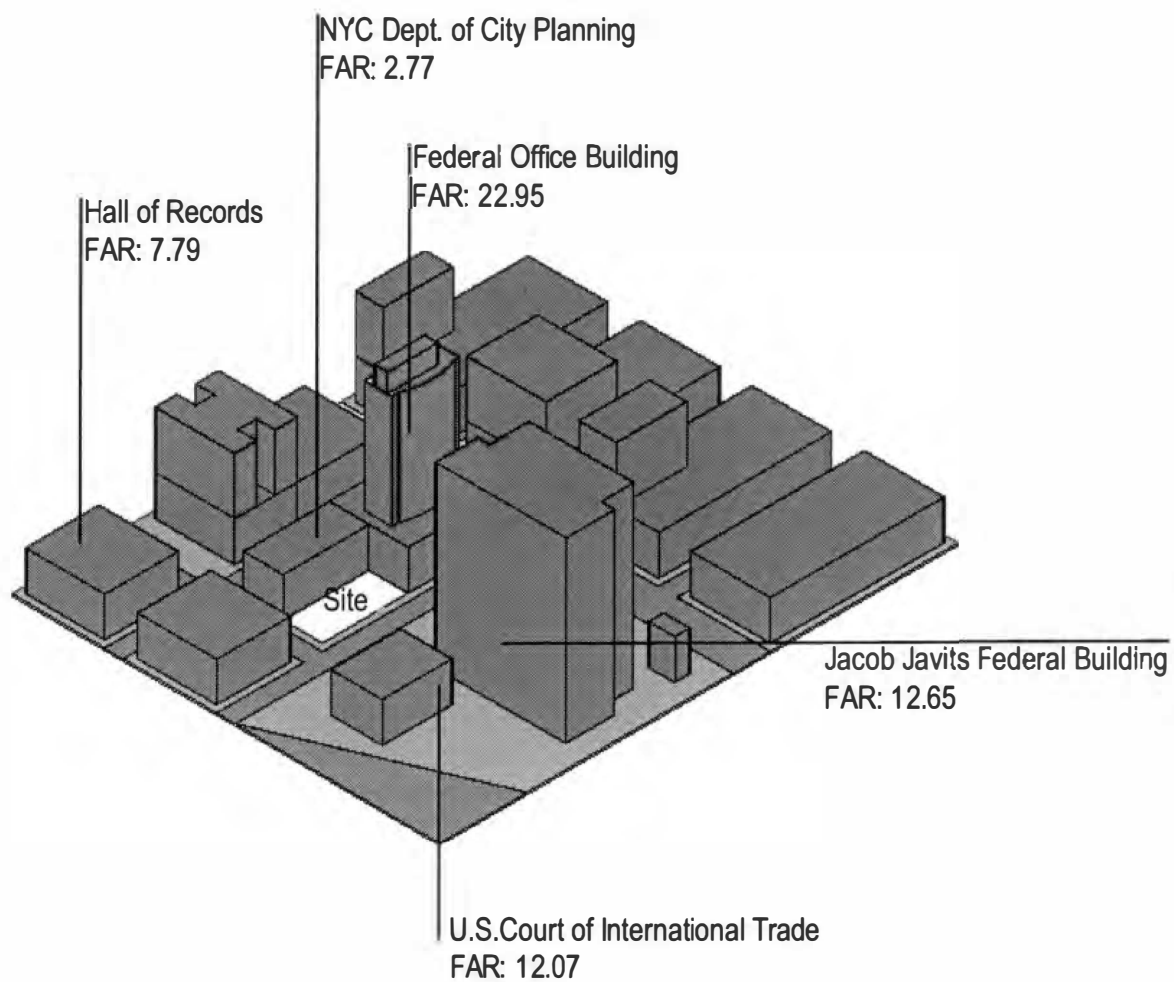 NYC Dept. of City Planning
FAR: 2.77
Federal Office Building
FAR: 22.95
Hall of Records
FAR: 7.79
Site
Jacob Javits Federal Building
FAR: 12.65
U.S.Court of International Trade
FAR: 12.07